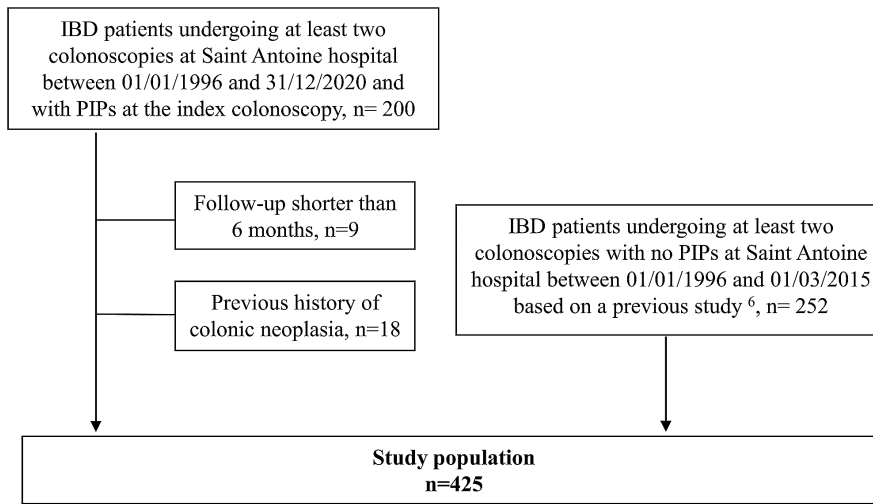 IBD patients undergoing at least two
colonoscopies at Saint Antoine hospital
between 01/01/1996 and 31/12/2020 and
with PIPs at the index colonoscopy, n= 200
Follow-up shorter than
6 months, n=9
Previous history of
colonic neoplasia, n=18
IBD patients undergoing at least two
colonoscopies with no PIPs at Saint Antoine
hospital between 01/01/1996 and 01/03/2015
based on a previous study ⁶, n= 252
Study population
n=425